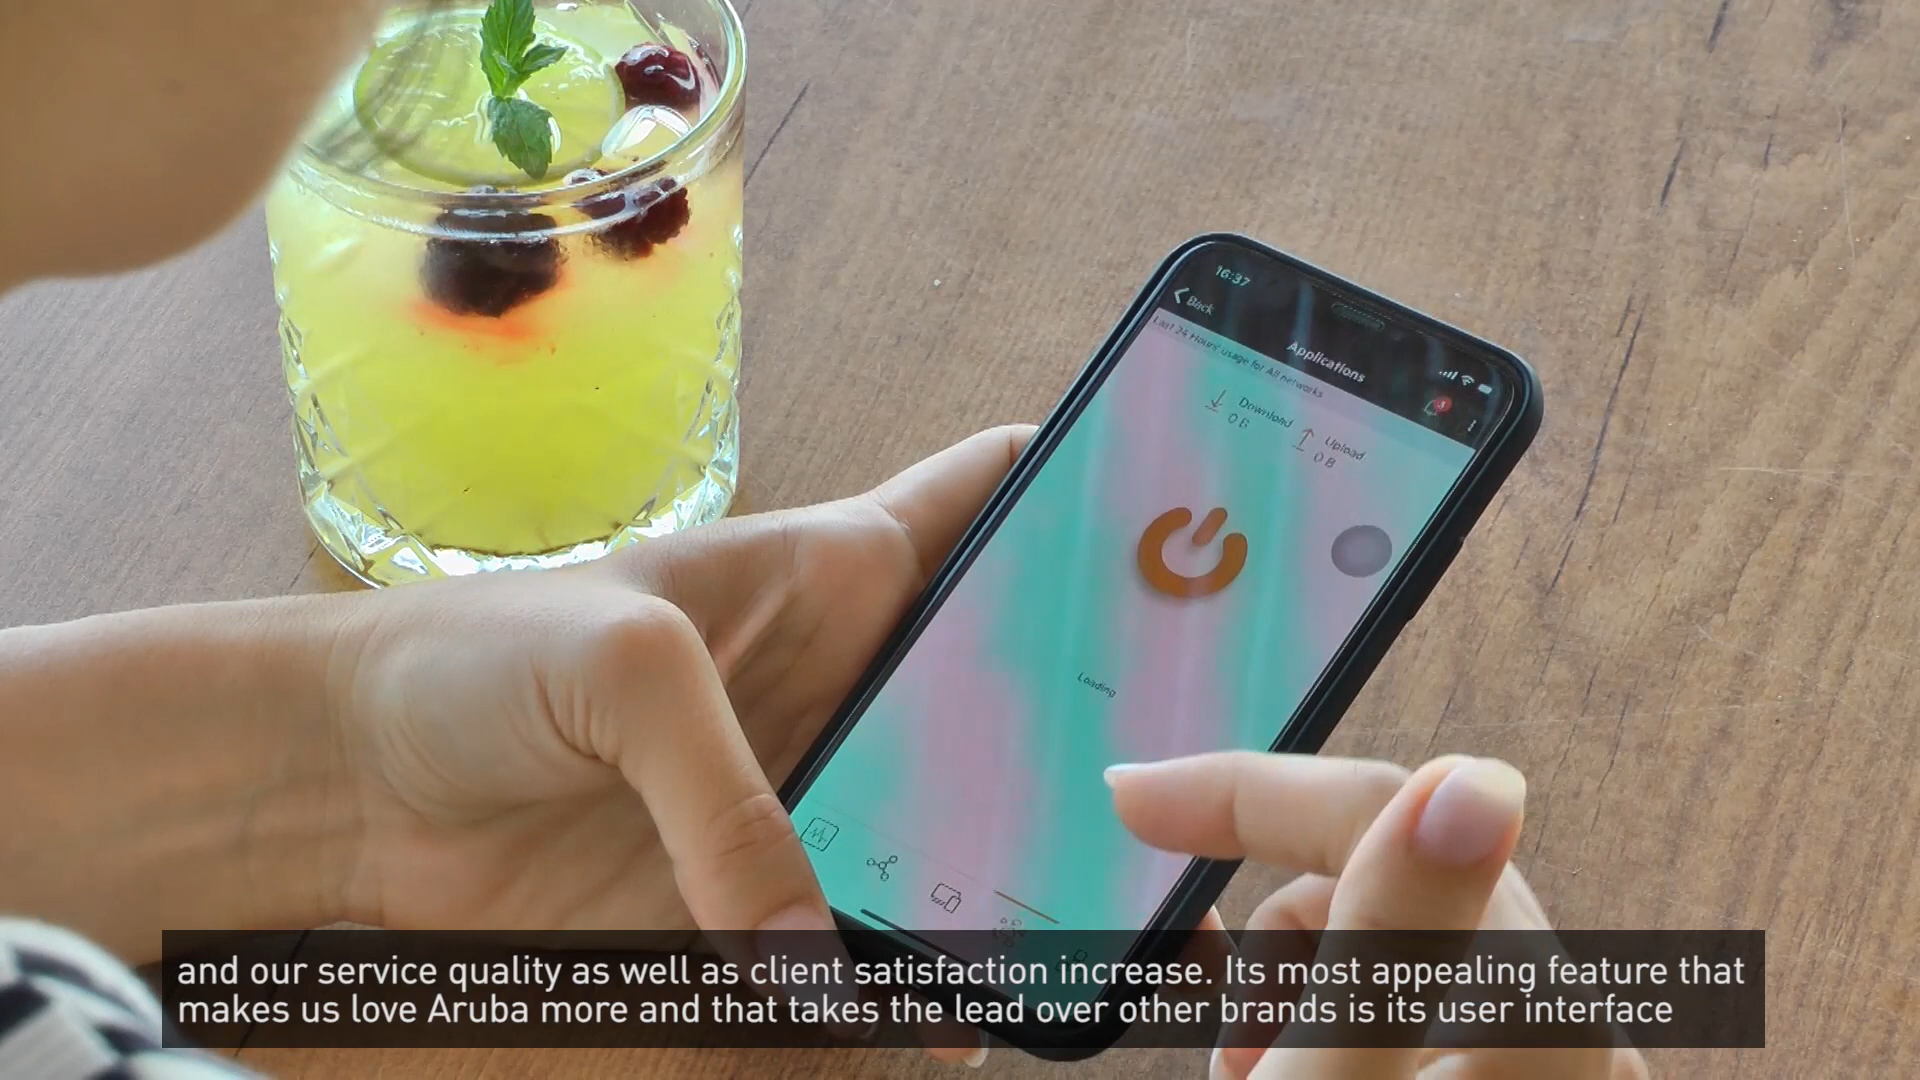 16:37
Back
Applications
Last 24 Hours' usage for All networks
Download
0 B
Upload
0 B
Loading
and our service quality as well as client satisfaction increase. Its most appealing feature that
makes us love Aruba more and that takes the lead over other brands is its user interface